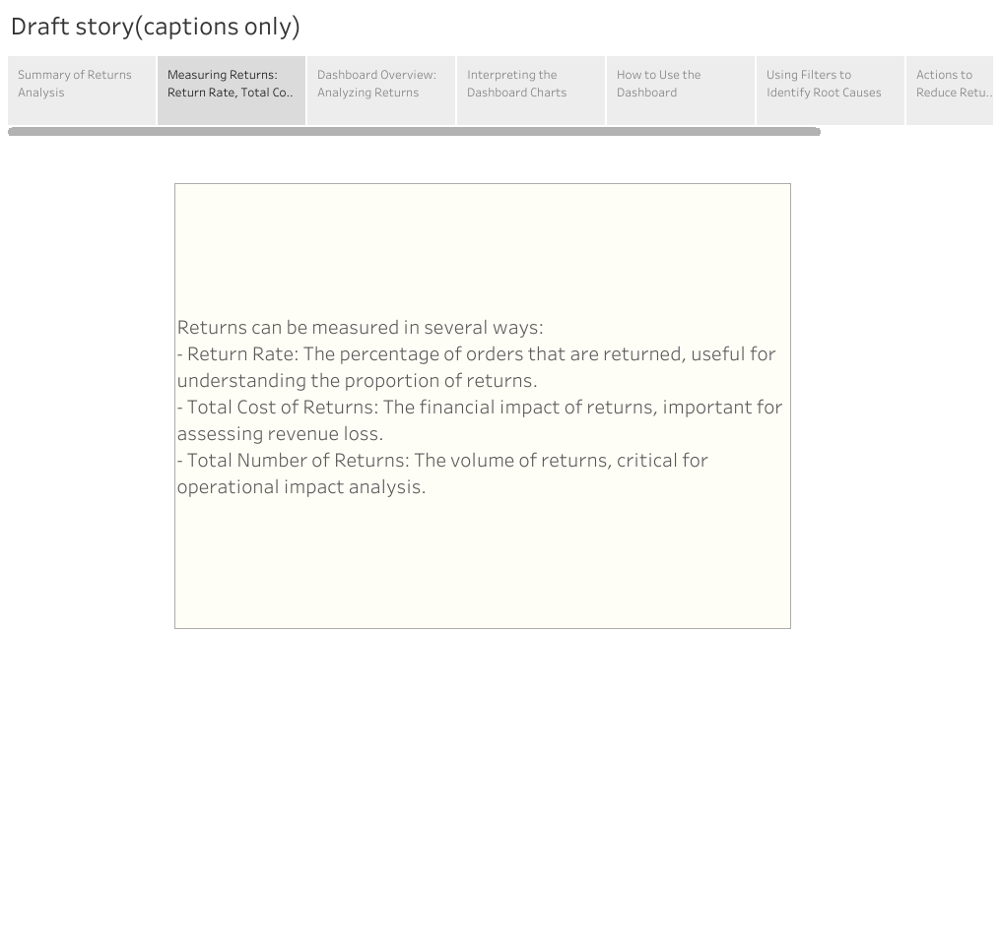 Draft story(captions only)
Summary of Returns
Analysis
Measuring Returns:
Return Rate, Total Co..
Dashboard Overview:
Analyzing Returns
Interpreting the
Dashboard Charts
How to Use the
Dashboard
Using Filters to
Identify Root Causes
Actions to
Reduce Retu..
Returns can be measured in several ways:
- Return Rate: The percentage of orders that are returned, useful for
understanding the proportion of returns.
- Total Cost of Returns: The financial impact of returns, important for
assessing revenue loss.
- Total Number of Returns: The volume of returns, critical for
operational impact analysis.